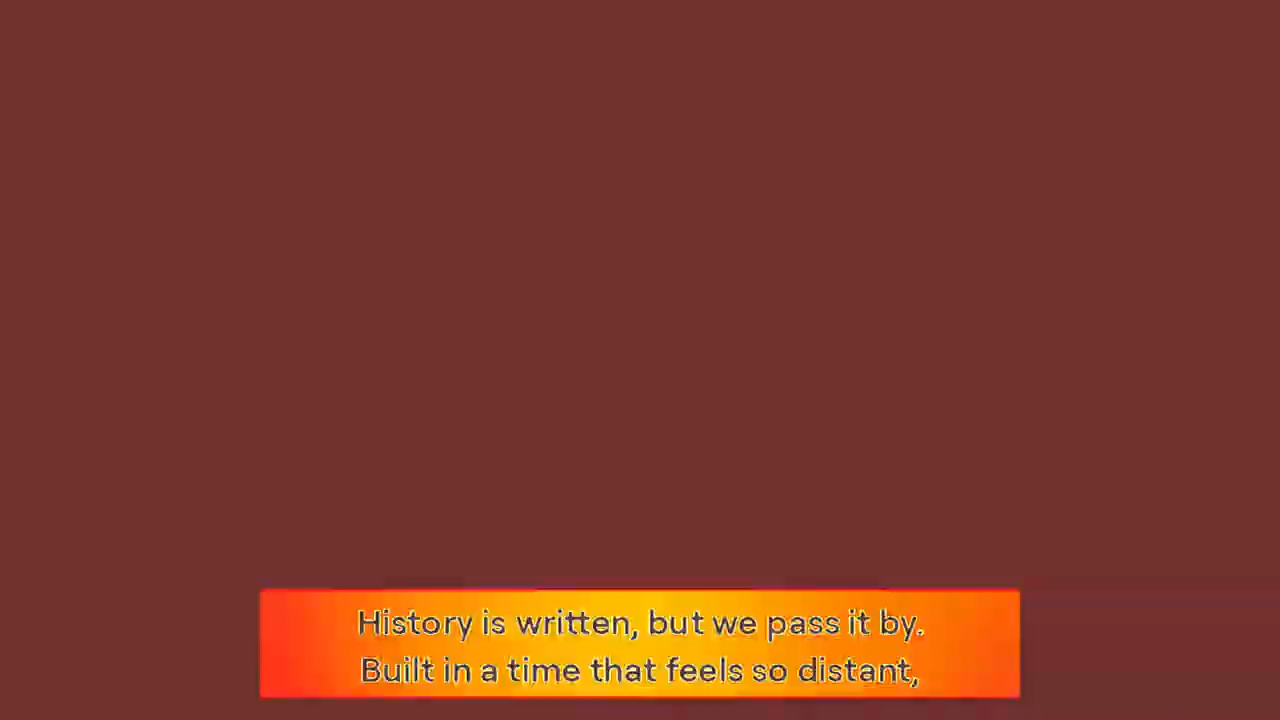 History is written, but we pass it by.
Built in a time that feels so distant,